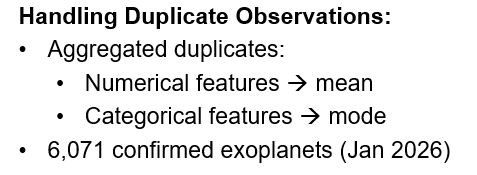 Handling Duplicate Observations:
• Aggregated duplicates:
• Numerical features → mean
• Categorical features → mode
• 6,071 confirmed exoplanets (Jan 2026)